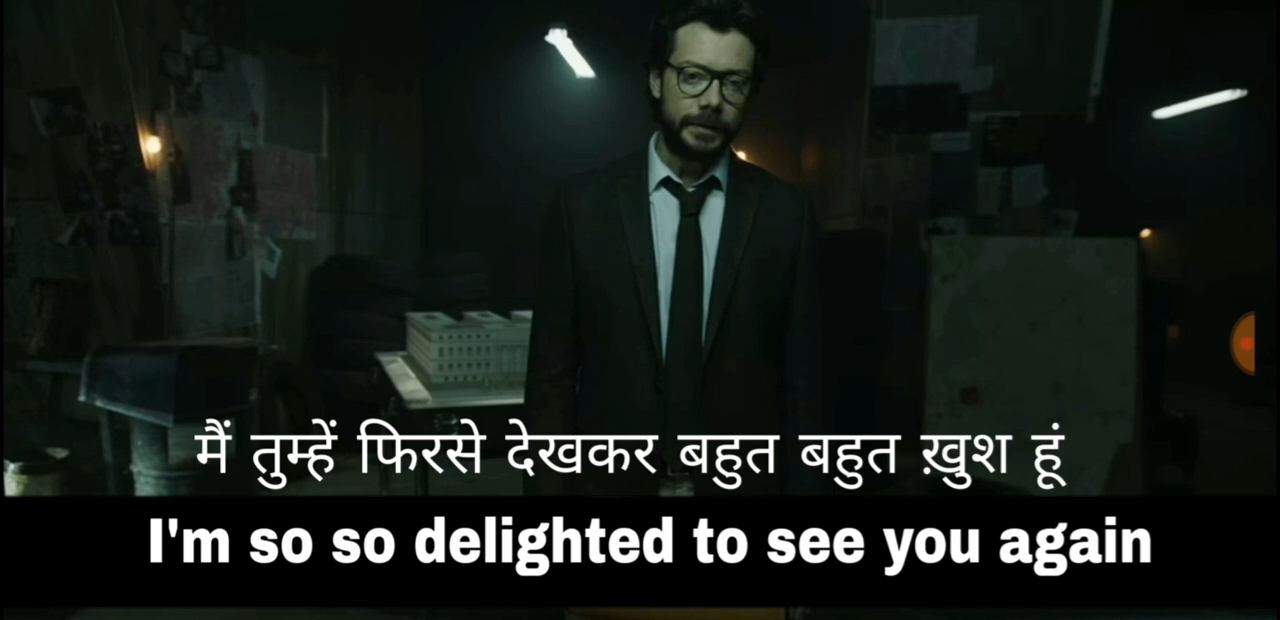 मैं तुम्हें फिरसे देखकर बहुत बहुत ख़ुश हूं
I'm so so delighted to see you again